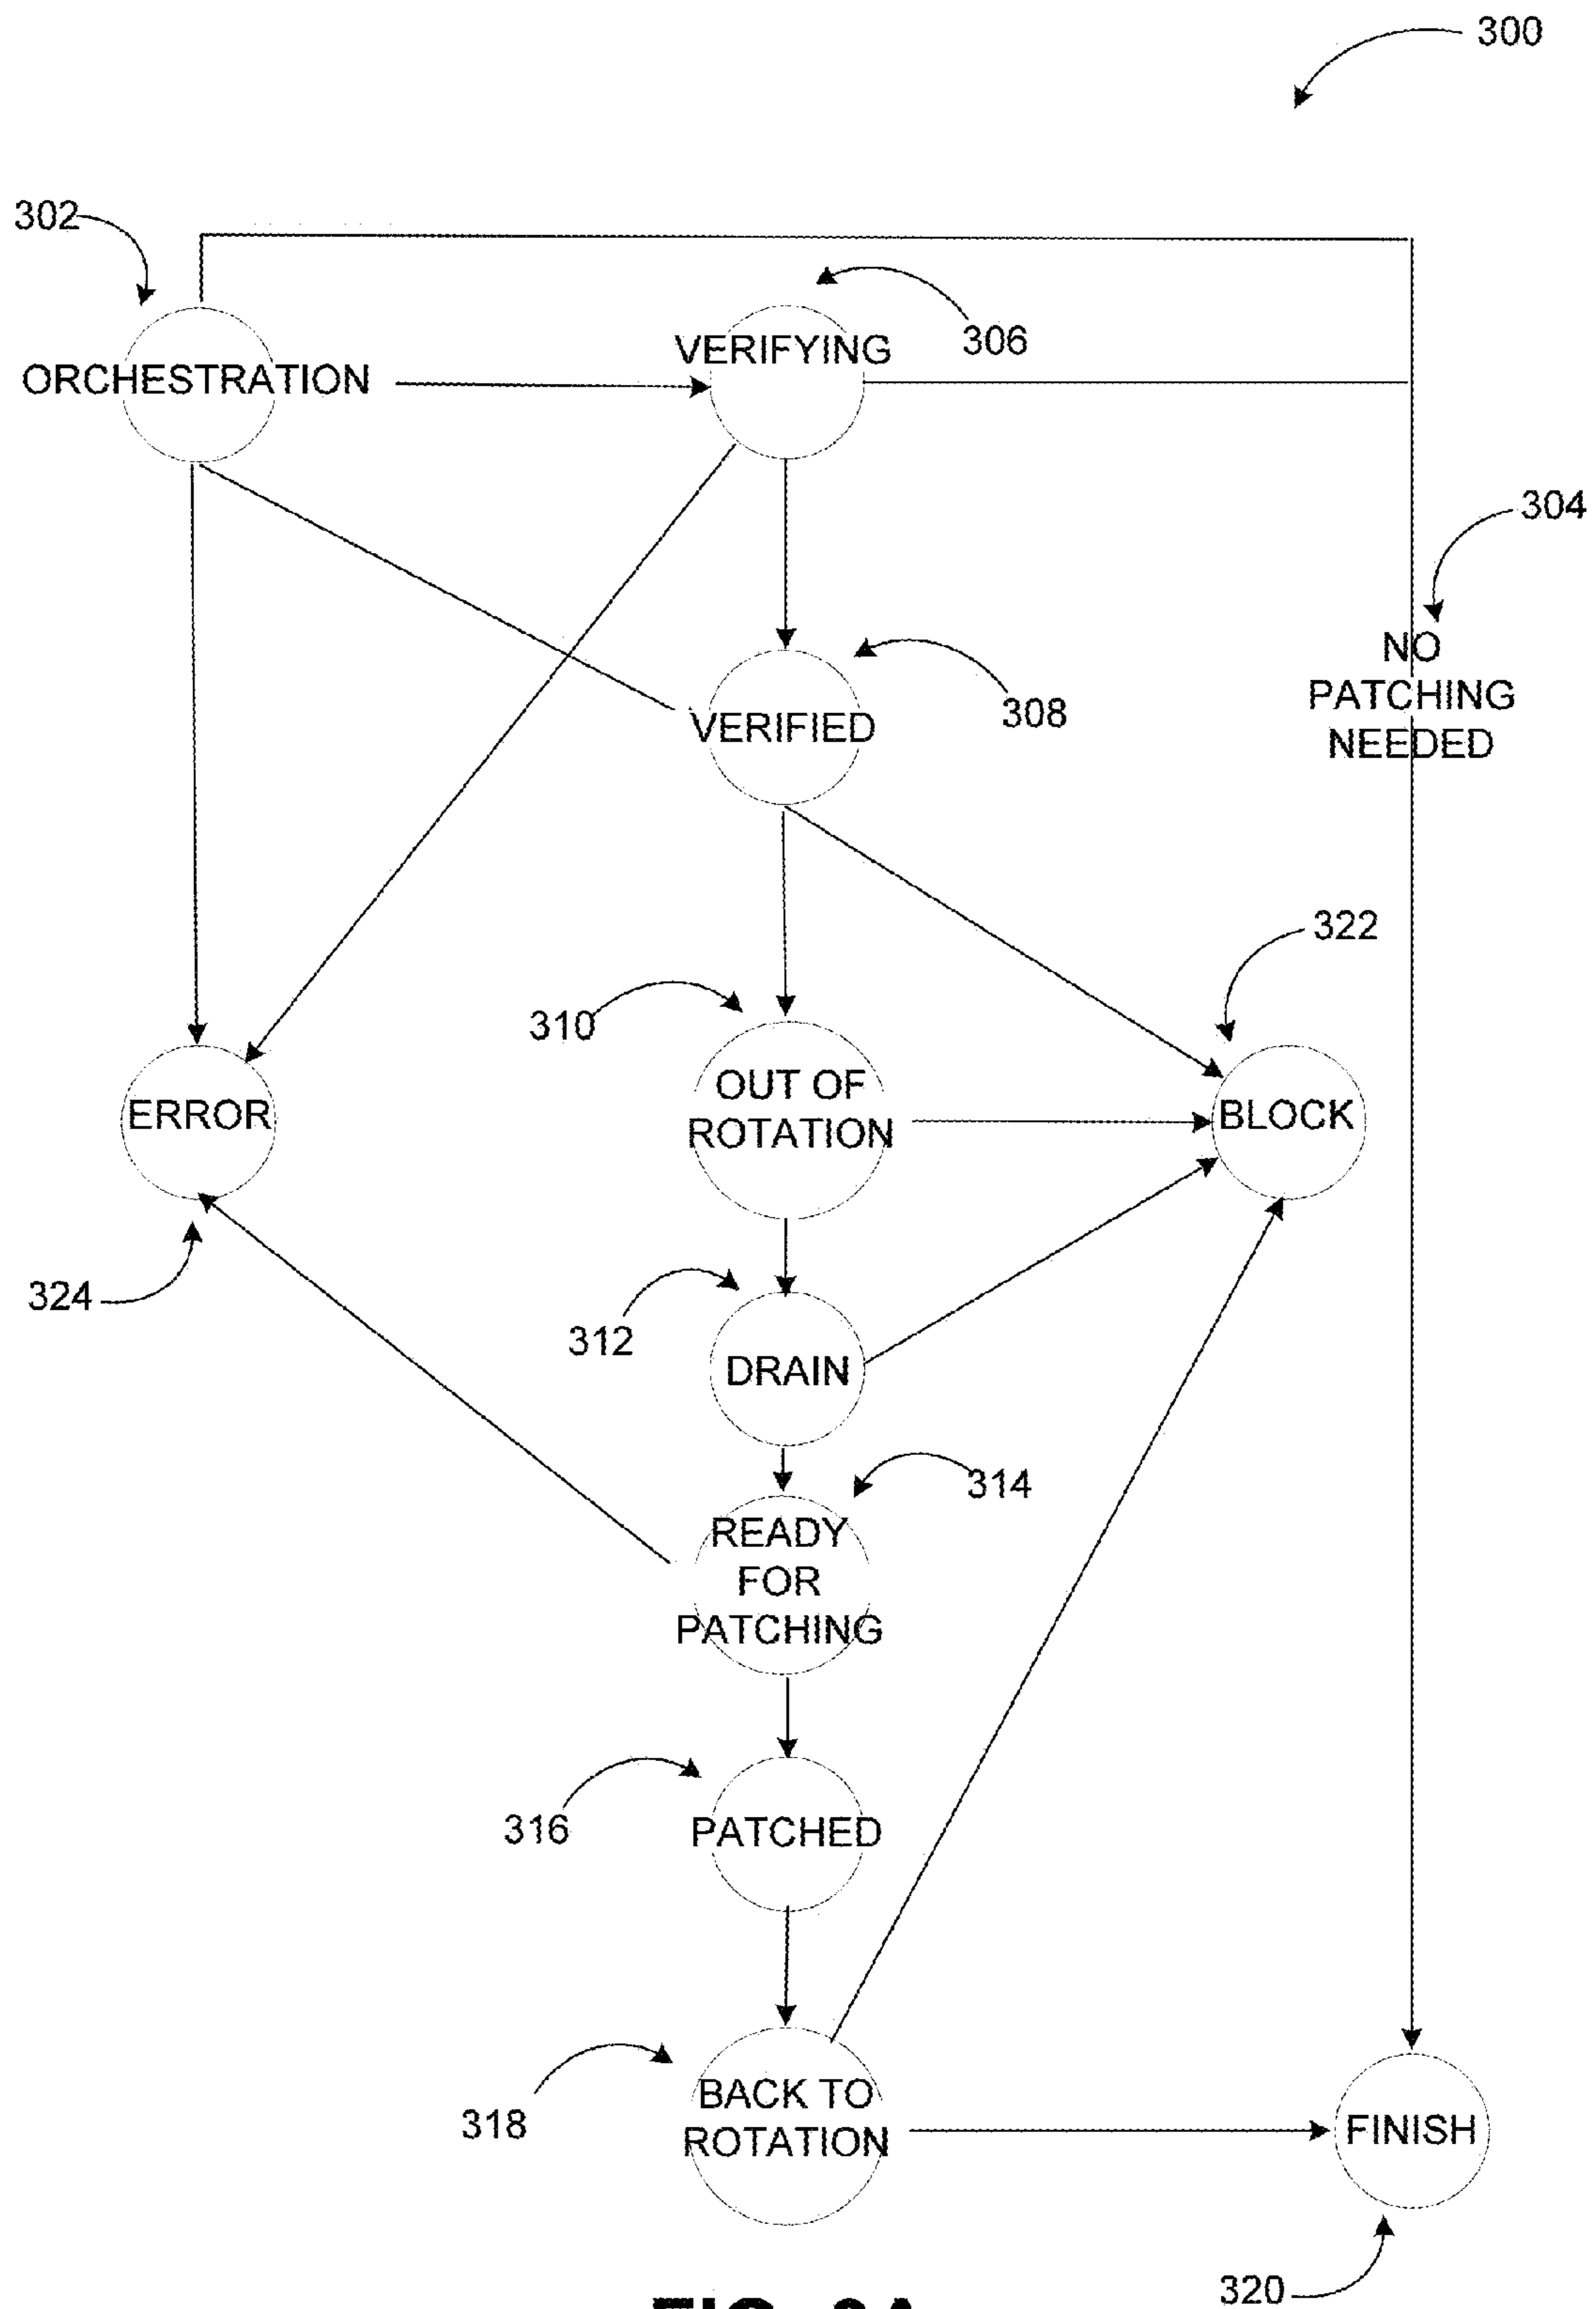 300
302
306
VERIFYING
ORCHESTRATION
304
NO
PATCHING
NEEDED
308
VERIFIED
322
310
OUT OF
ROTATION
ERROR
BLOCK
324
312
DRAIN
314
READY
FOR
PATCHING
316
PATCHED
318
BACK TO
ROTATION
FINISH
320